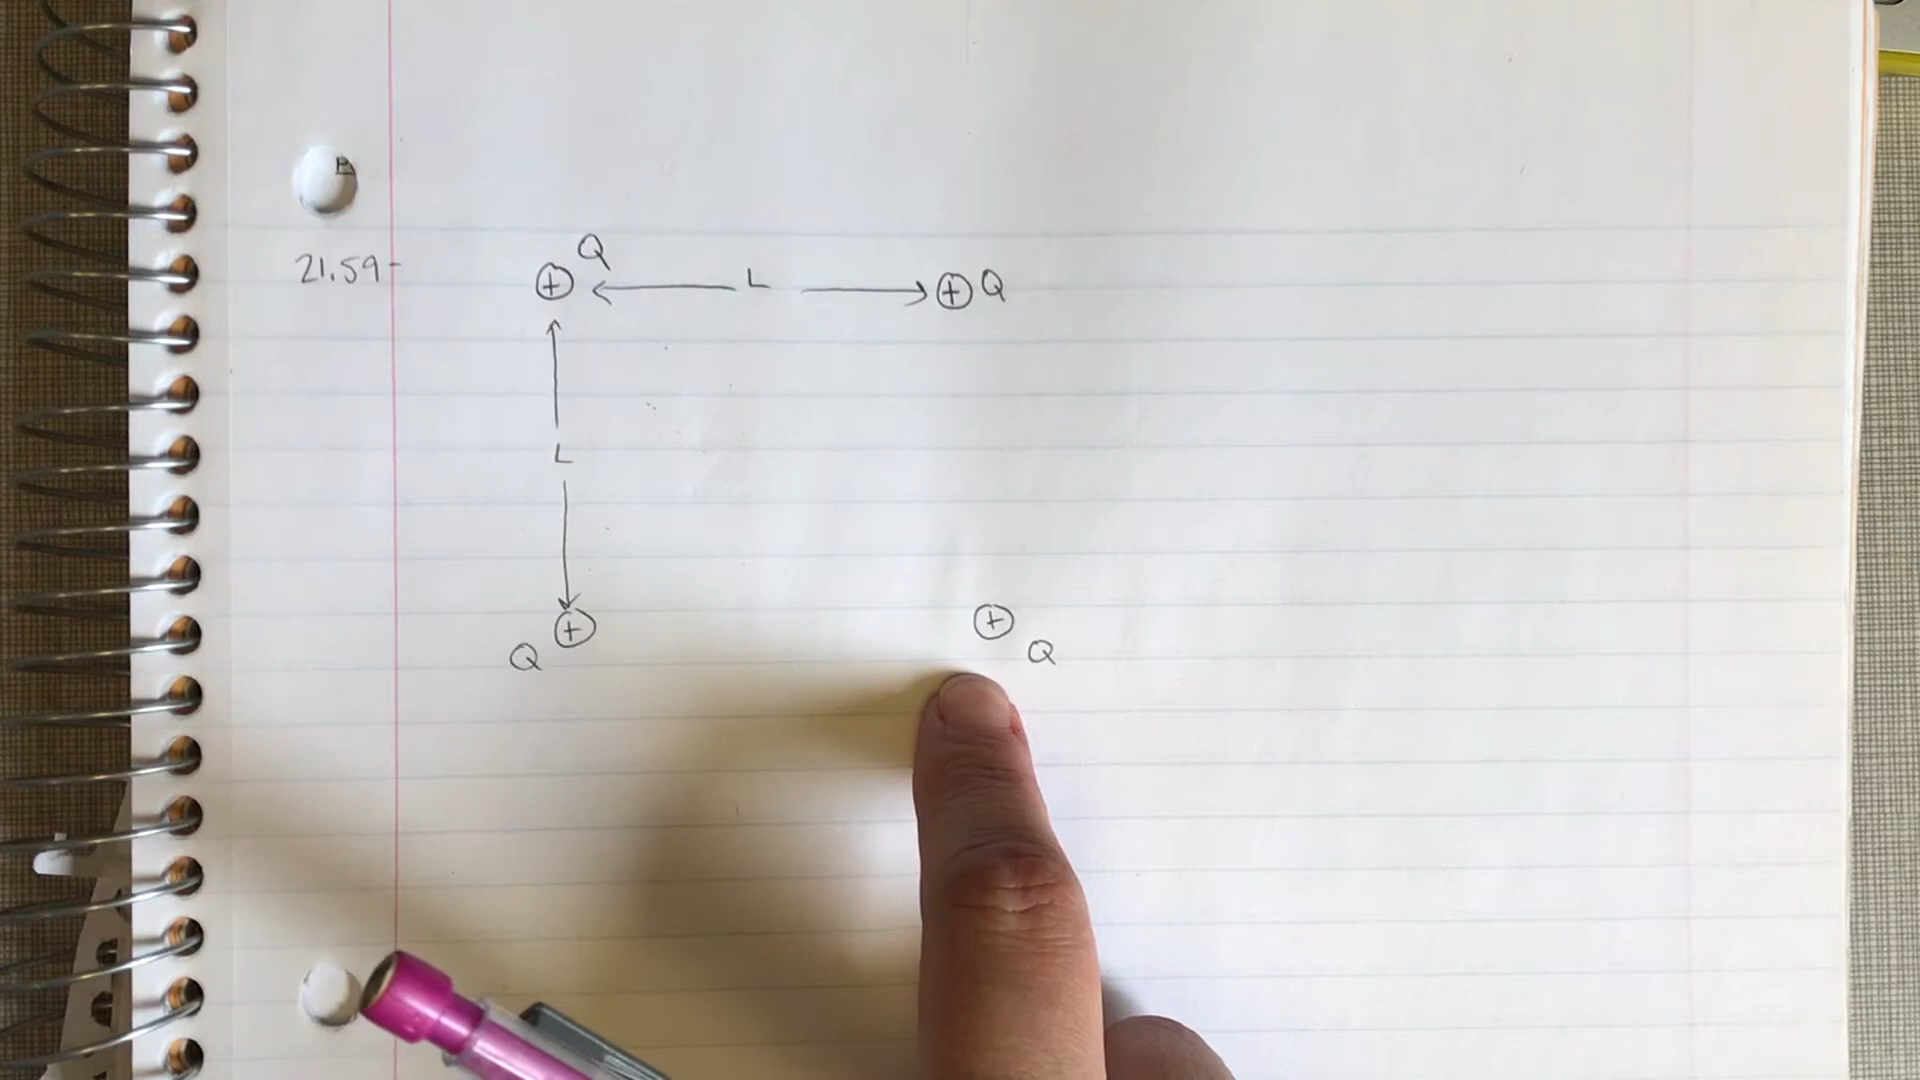 21.59
Q
+ L + Q
L
+ +
Q Q